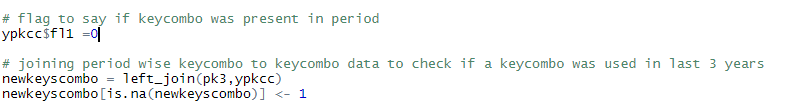 # flag to say if keycombo was present in period
ypkcc$fl1 =0
# joining period wise keycombo to keycombo data to check if a keycombo was used in last 3 years
newkeyscombo = left_join(pk3,ypkcc)
newkeyscombo[is.na(newkeyscombo)] <- 1